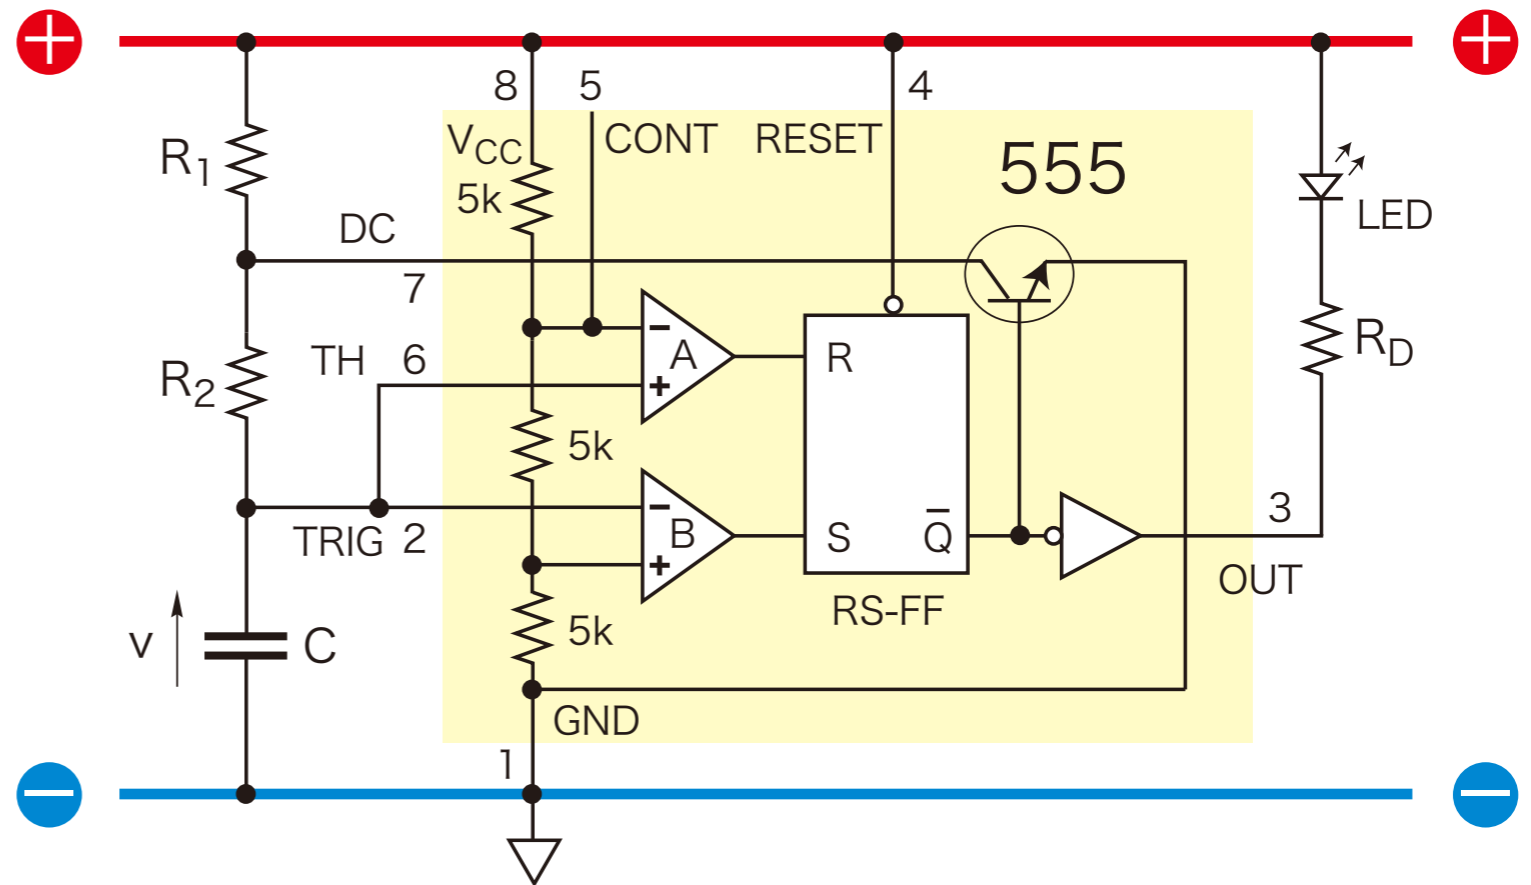 + +
8 5 4
R1
VCC CONT RESET 555
5k
DC
LED
7
TH 6
− A R
RD
+
R2
5k
TRIG 2
− B S Q̅
3
+
OUT
RS-FF
v C
5k
GND
1
− −